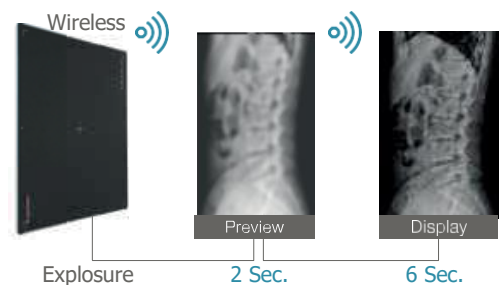 Wireless
Preview
Display
Explosure
2 Sec.
6 Sec.